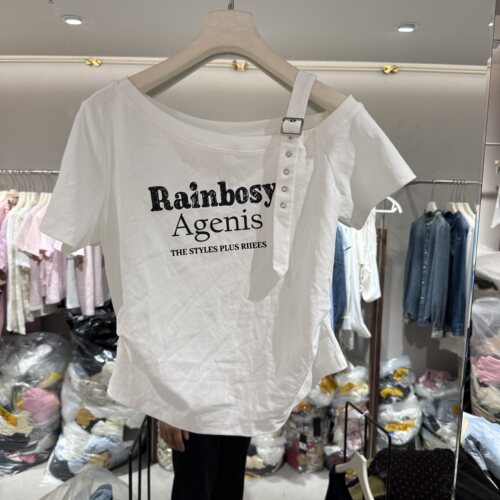 Rainbosy
Agenis
THE STYLES PLUS RIIEES